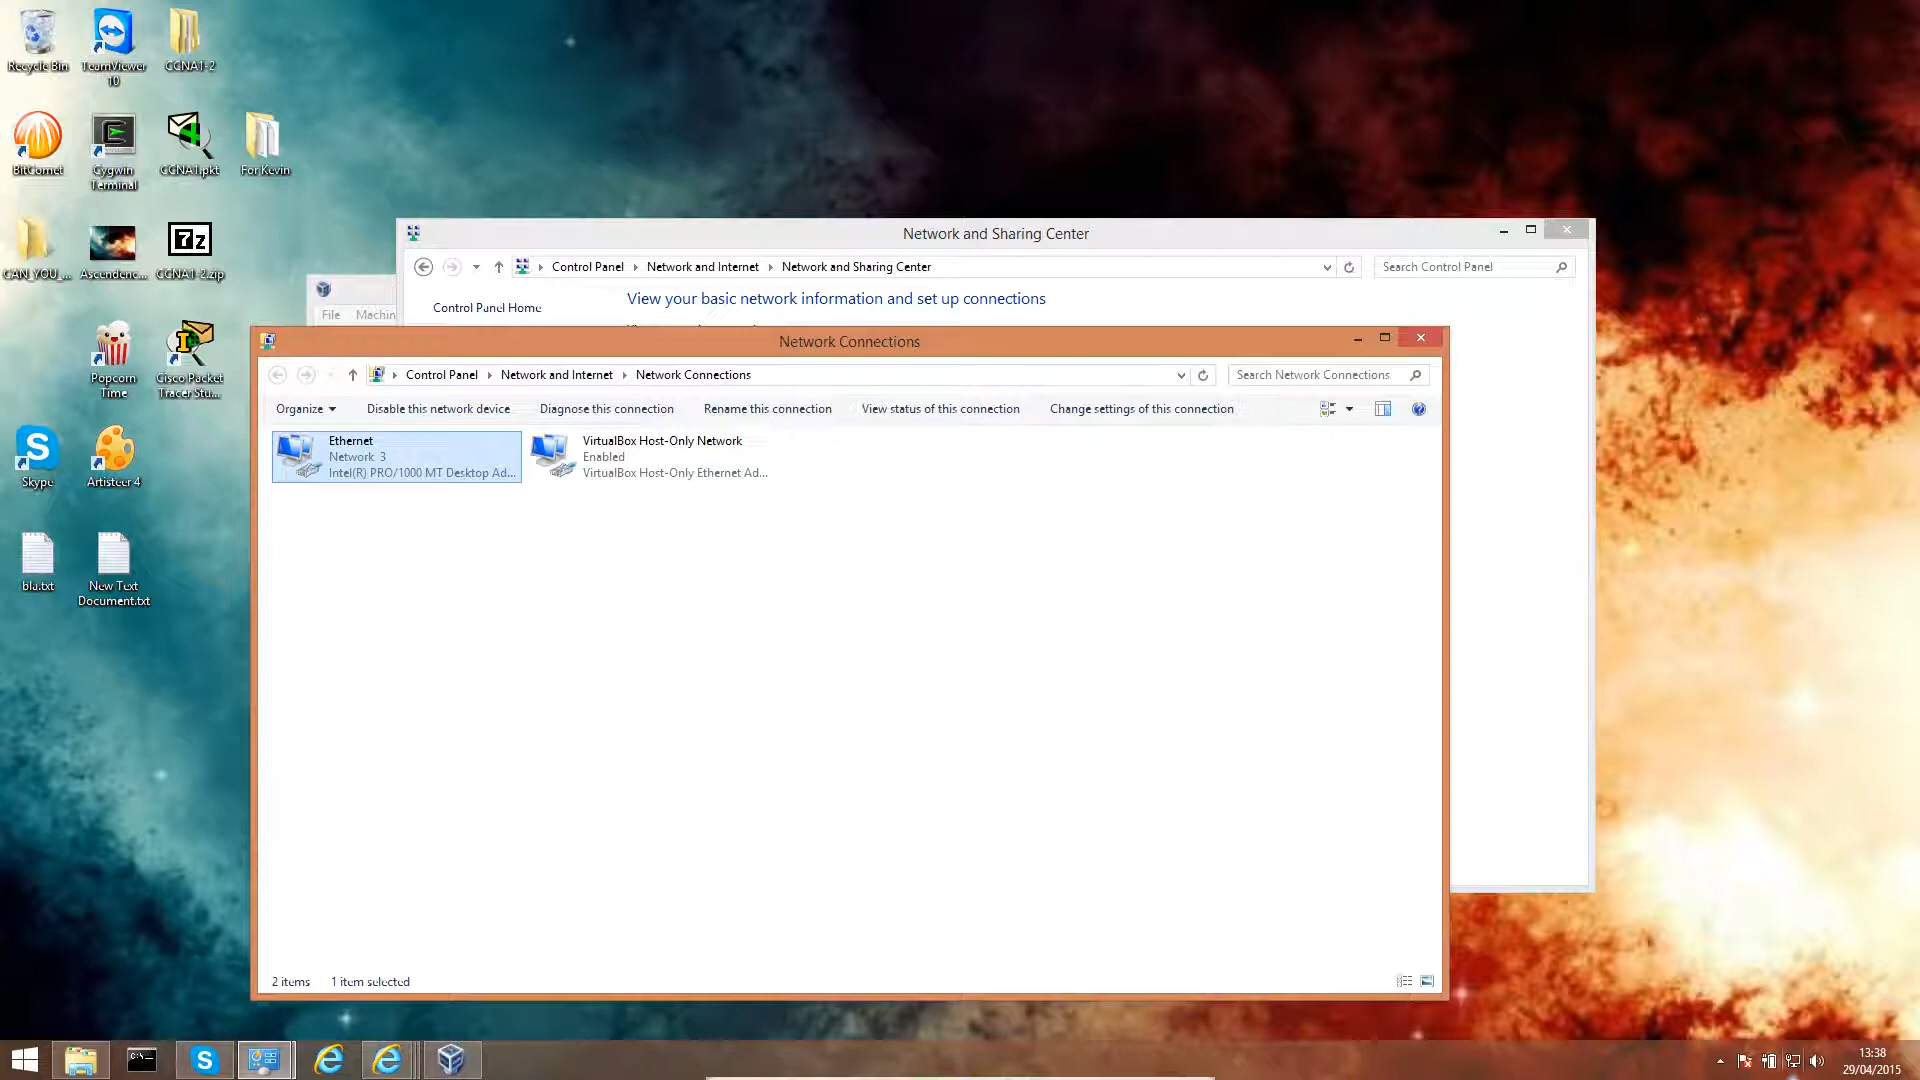 Recycle Bin
TeamViewer
10
CCNA1-2
BitComet
Cygwin
Terminal
CCNA1.pkt
For Kevin
CAN_YOU_...
Ascendenc...
7z
CCNA1-2.zip
Popcorn
Time
Cisco Packet
Tracer Stu...
Skype
Artisteer 4
bla.txt
New Text
Document.txt
Network and Sharing Center
Control Panel
Network and Internet
Network and Sharing Center
Search Control Panel
Control Panel Home
View your basic network information and set up connections
File
Machin
Network Connections
Control Panel
Network and Internet
Network Connections
Search Network Connections
Organize
Disable this network device
Diagnose this connection
Rename this connection
View status of this connection
Change settings of this connection
Ethernet
Network 3
Intel(R) PRO/1000 MT Desktop Ad...
VirtualBox Host-Only Network
Enabled
VirtualBox Host-Only Ethernet Ad...
2 items
1 item selected
13:38
29/04/2015